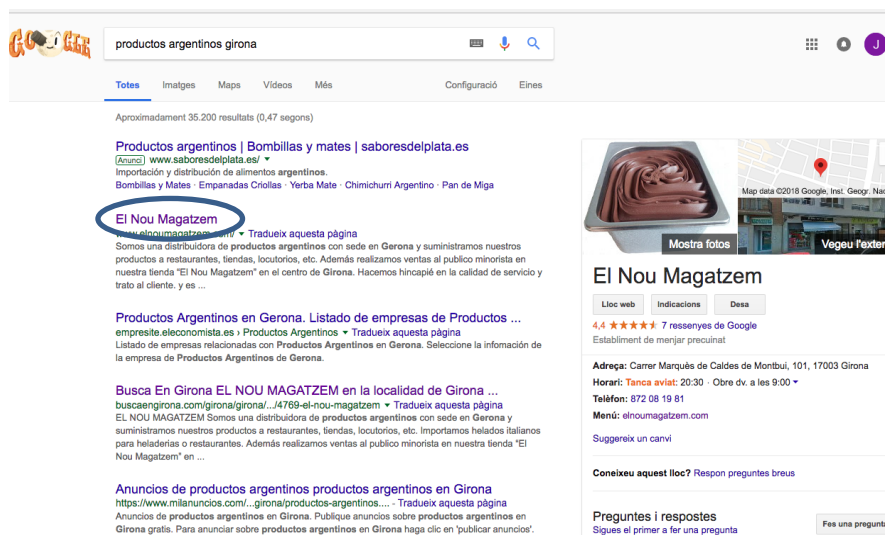 GOOGLE
productos argentinos girona
J
Totes Imatges Maps Vídeos Més Configuració Eines
Aproximadament 35.200 resultats (0,47 segons)
Productos argentinos | Bombillas y mates | saboresdelplata.es
Anunci www.saboresdelplata.es/
Importación y distribución de alimentos argentinos.
Bombillas y Mates · Empanadas Criollas · Yerba Mate · Chimichurri Argentino · Pan de Miga
El Nou Magatzem
www.elnoumagatzem.com/ Tradueix aquesta pàgina
Somos una distribuidora de productos argentinos con sede en Gerona y suministramos nuestros
productos a restaurantes, tiendas, locutorios, etc. Además realizamos ventas al publico minorista en
nuestra tienda "El Nou Magatzem" en el centro de Girona. Hacemos hincapié en la calidad de servicio y
trato al cliente. y es ...
Productos Argentinos en Gerona. Listado de empresas de Productos ...
empresite.eleconomista.es › Productos Argentinos Tradueix aquesta pàgina
Listado de empresas relacionadas con Productos Argentinos en Gerona. Seleccione la infomación de
la empresa de Productos Argentinos de Gerona.
Busca En Girona EL NOU MAGATZEM en la localidad de Girona ...
buscaengirona.com/girona/girona/.../4769-el-nou-magatzem Tradueix aquesta pàgina
EL NOU MAGATZEM Somos una distribuidora de productos argentinos con sede en Gerona y
suministramos nuestros productos a restaurantes, tiendas, locutorios, etc. Importamos helados italianos
para heladerias o restaurantes. Además realizamos ventas al publico minorista en nuestra tienda "El
Nou Magatzem" en ...
Anuncios de productos argentinos productos argentinos en Girona
https://www.milanuncios.com/...girona/productos-argentinos.... - Tradueix aquesta pàgina
Anuncios de productos argentinos en Girona. Publique anuncios sobre productos argentinos en
Girona gratis. Para anunciar sobre productos argentinos en Girona haga clic en 'publicar anuncios'.
Map data ©2018 Google, Inst. Geogr. Nac
Mostra fotos
Vegeu l'exter
El Nou Magatzem
Lloc web Indicacions Desa
4,4 7 ressenyes de Google
Establiment de menjar precuinat
Adreça: Carrer Marquès de Caldes de Montbui, 101, 17003 Girona
Horari: Tanca aviat: 20:30 · Obre dv. a les 9:00
Telèfon: 872 08 19 81
Menú: elnoumagatzem.com
Suggereix un canvi
Coneixeu aquest lloc? Respon preguntes breus
Preguntes i respostes
Sigues el primer a fer una pregunta
Fes una pregunta